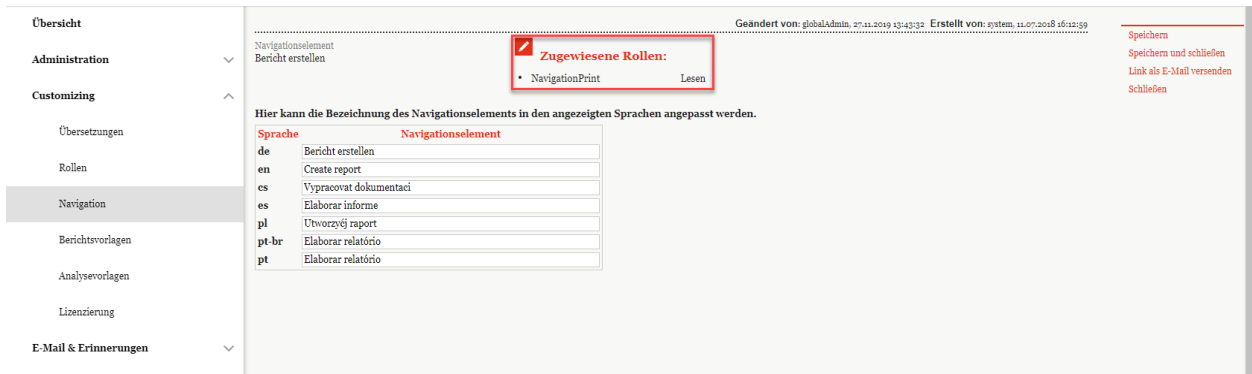 Übersicht
Administration
Customizing
Übersetzungen
Rollen
Navigation
Berichtsvorlagen
Analysevorlagen
Lizenzierung
E-Mail & Erinnerungen
Geändert von: globalAdmin, 27.11.2019 13:43:32 Erstellt von: system, 11.07.2018 16:12:59
Navigationselement
Bericht erstellen
Zugewiesene Rollen:
• NavigationPrint Lesen
Hier kann die Bezeichnung des Navigationselements in den angezeigten Sprachen angepasst werden.
Sprache Navigationselement
de Bericht erstellen
en Create report
cs Vypracovat dokumentaci
es Elaborar informe
pl Utworzyćj raport
pt-br Elaborar relatório
pt Elaborar relatório
Speichern
Speichern und schließen
Link als E-Mail versenden
Schließen